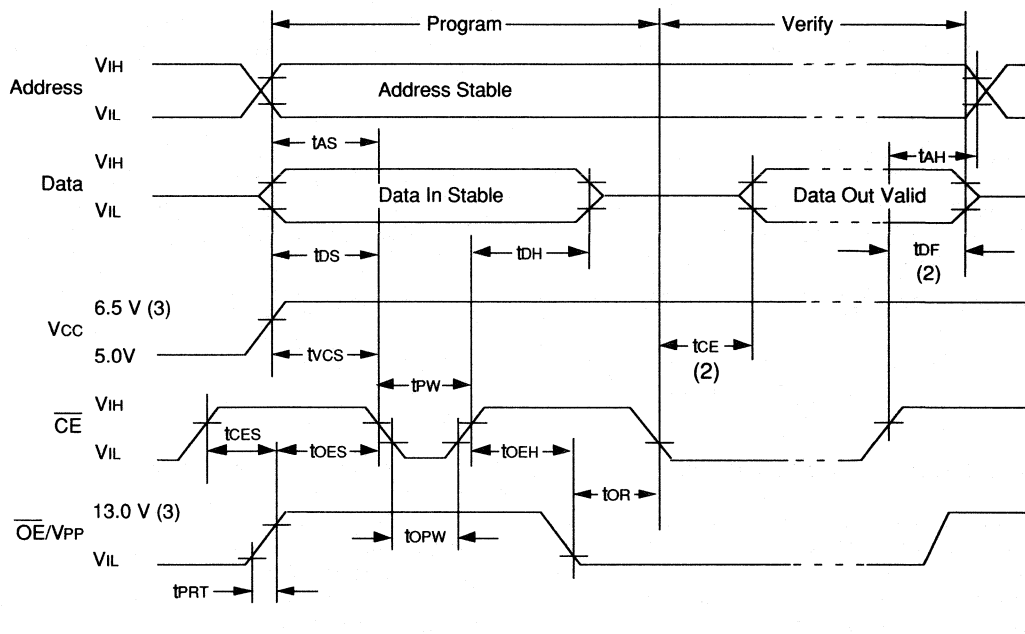 Program Verify
Address VIH Address Stable
VIL
tAS
tAH
Data VIH Data In Stable Data Out Valid
VIL
tDS tDH tDF
(2)
VCC 6.5 V (3)
5.0V
tVCS tCE
(2)
tPW
CE VIH
VIL
tCES tOES tOEH
tOR
OE/VPP 13.0 V (3)
VIL
tOPW
tPRT